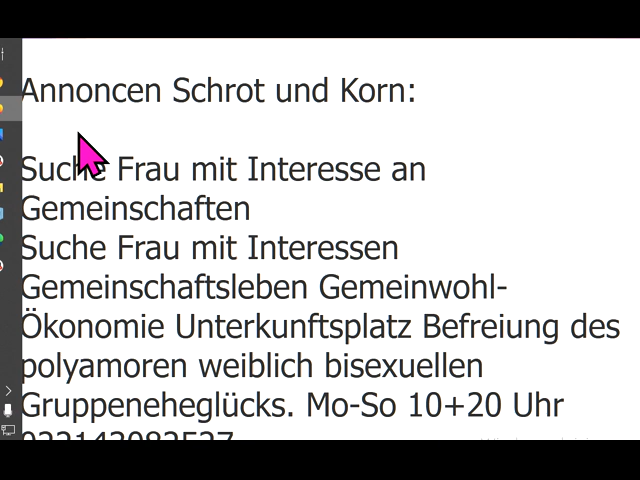 Annoncen Schrot und Korn:
Suche Frau mit Interesse an
Gemeinschaften
Suche Frau mit Interessen
Gemeinschaftsleben Gemeinwohl-
Ökonomie Unterkunftsplatz Befreiung des
polyamoren weiblich bisexuellen
Gruppeneheglücks. Mo-So 10+20 Uhr